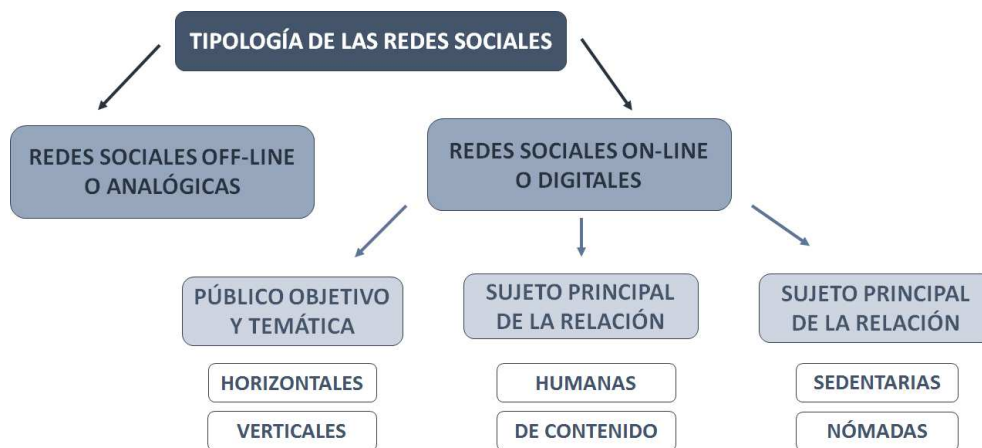 TIPOLOGÍA DE LAS REDES SOCIALES
REDES SOCIALES OFF-LINE
O ANALÓGICAS
REDES SOCIALES ON-LINE
O DIGITALES
PÚBLICO OBJETIVO
Y TEMÁTICA
HORIZONTALES
VERTICALES
SUJETO PRINCIPAL
DE LA RELACIÓN
HUMANAS
DE CONTENIDO
SUJETO PRINCIPAL
DE LA RELACIÓN
SEDENTARIAS
NÓMADAS